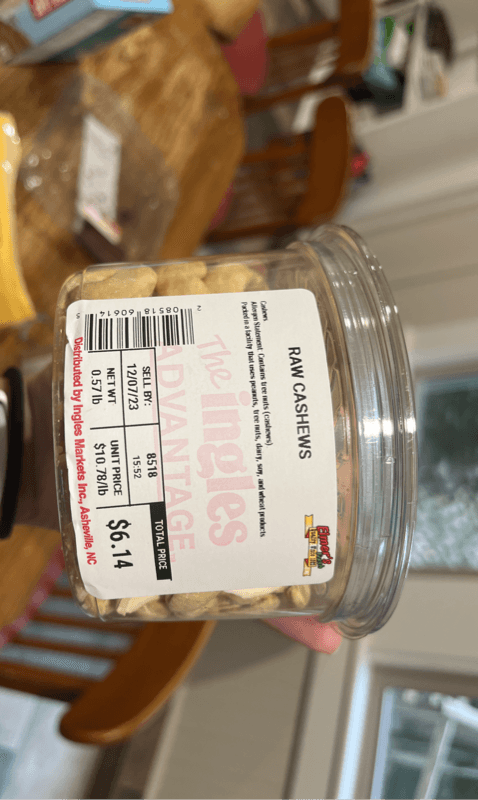 RAW CASHEWS
Cashews
Allergen Statement: Contains tree nuts (cashews)
Packed in a facility that uses peanuts, tree nuts, dairy, soy, and wheat products
The ingles
ADVANTAGE
SELL BY:
12/07/23
8518
15:52
TOTAL PRICE
NET WT
0.57 lb
UNIT PRICE
$10.78/lb
$6.14
Distributed by Ingles Markets Inc., Asheville, NC